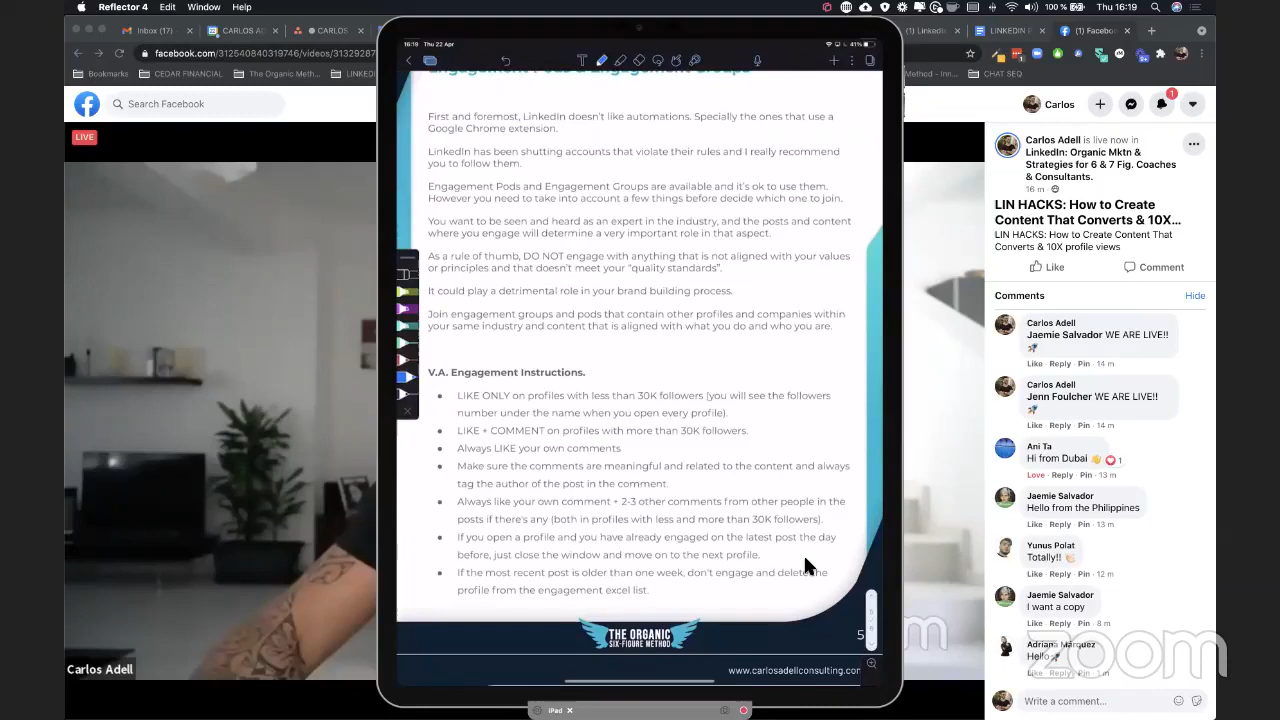 Reflector 4 Edit Window Help
100% Thu 16:19
Inbox (17)
CARCOS AD
CARLOS
(1) LinkedIn
LINKEDIN P
Facebook
facebook.com/312540840319746/videos/31329287
Bookmarks CEDAR FINANCIAL The Organic Meth... LINKEDI
CHAT SEQ
Search Facebook
Carlos
1
LIVE
16:19 Thu 22 Apr
41%
Engagement Pods & Engagement Groups
First and foremost, LinkedIn doesn't like automations. Specially the ones that use a
Google Chrome extension.
LinkedIn has been shutting accounts that violate their rules and I really recommend
you to follow them.
Engagement Pods and Engagement Groups are available and it's ok to use them.
However you need to take into account a few things before decide which one to join.
You want to be seen and heard as an expert in the industry, and the posts and content
where you engage will determine a very important role in that aspect.
As a rule of thumb, DO NOT engage with anything that is not aligned with your values
or principles and that doesn't meet your "quality standards".
It could play a detrimental role in your brand building process.
Join engagement groups and pods that contain other profiles and companies within
your same industry and content that is aligned with what you do and who you are.
V.A. Engagement Instructions.
● LIKE ONLY on profiles with less than 30K followers (you will see the followers
number under the name when you open every profile).
● LIKE + COMMENT on profiles with more than 30K followers.
● Always LIKE your own comments
● Make sure the comments are meaningful and related to the content and always
tag the author of the post in the comment.
● Always like your own comment + 2-3 other comments from other people in the
posts if there's any (both in profiles with less and more than 30K followers).
● If you open a profile and you have already engaged on the latest post the day
before, just close the window and move on to the next profile.
● If the most recent post is older than one week, don't engage and delete the
profile from the engagement excel list.
THE ORGANIC
SIX-FIGURE METHOD
5
www.carlosadellconsulting.com
iPad
Carlos Adell
Carlos Adell is live now in
LinkedIn: Organic Mktn &
Strategies for 6 & 7 Fig. Coaches
& Consultants.
16 m
LIN HACKS: How to Create
Content That Converts & 10X...
LIN HACKS: How to Create Content That
Converts & 10X profile views
Like Comment
Comments Hide
Carlos Adell
Jaemie Salvador WE ARE LIVE!!
🚀
Like · Reply · Pin · 14 m
Carlos Adell
Jenn Foulcher WE ARE LIVE!!
🚀
Like · Reply · Pin · 14 m
Ani Ta
Hi from Dubai 👋
1
Love · Reply · Pin · 13 m
Jaemie Salvador
Hello from the Philippines
Like · Reply · Pin · 13 m
Yunus Polat
Totally!! 👏
Like · Reply · Pin · 12 m
Jaemie Salvador
I want a copy
Like · Reply · Pin · 8 m
Adriana Márquez
Hello 🚀
Like · Reply · Pin · 1 m
Write a comment...
zoom